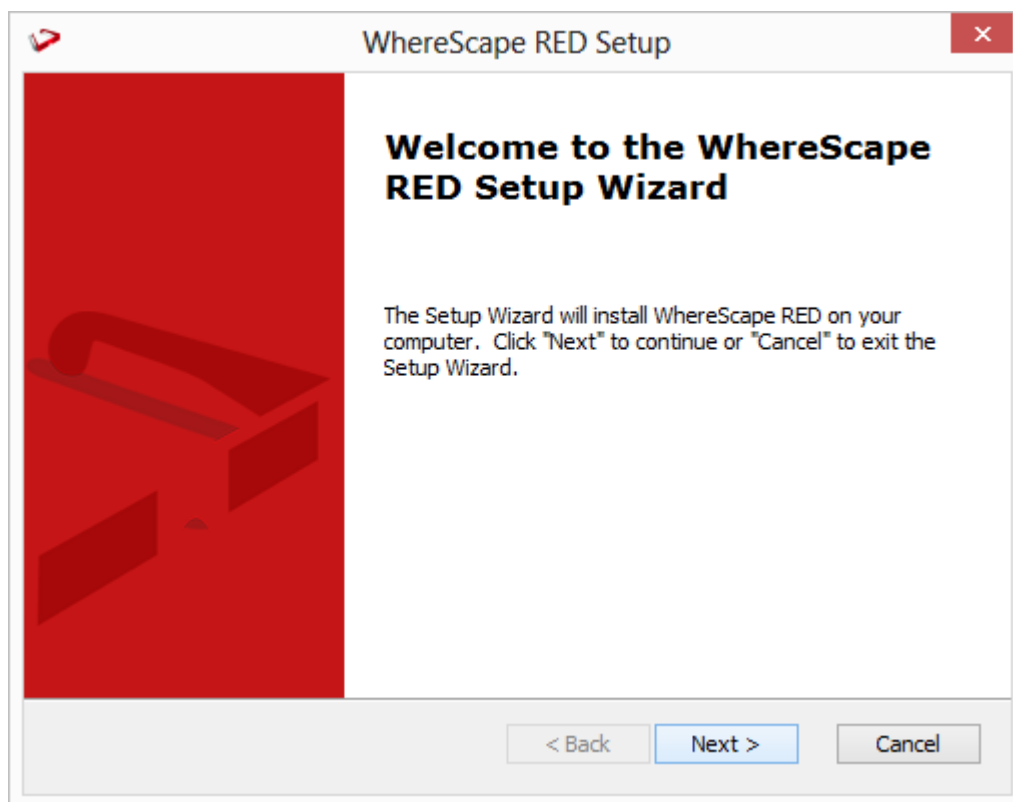 WhereScape RED Setup
Welcome to the WhereScape
RED Setup Wizard
The Setup Wizard will install WhereScape RED on your
computer.  Click "Next" to continue or "Cancel" to exit the
Setup Wizard.
< Back
Next >
Cancel